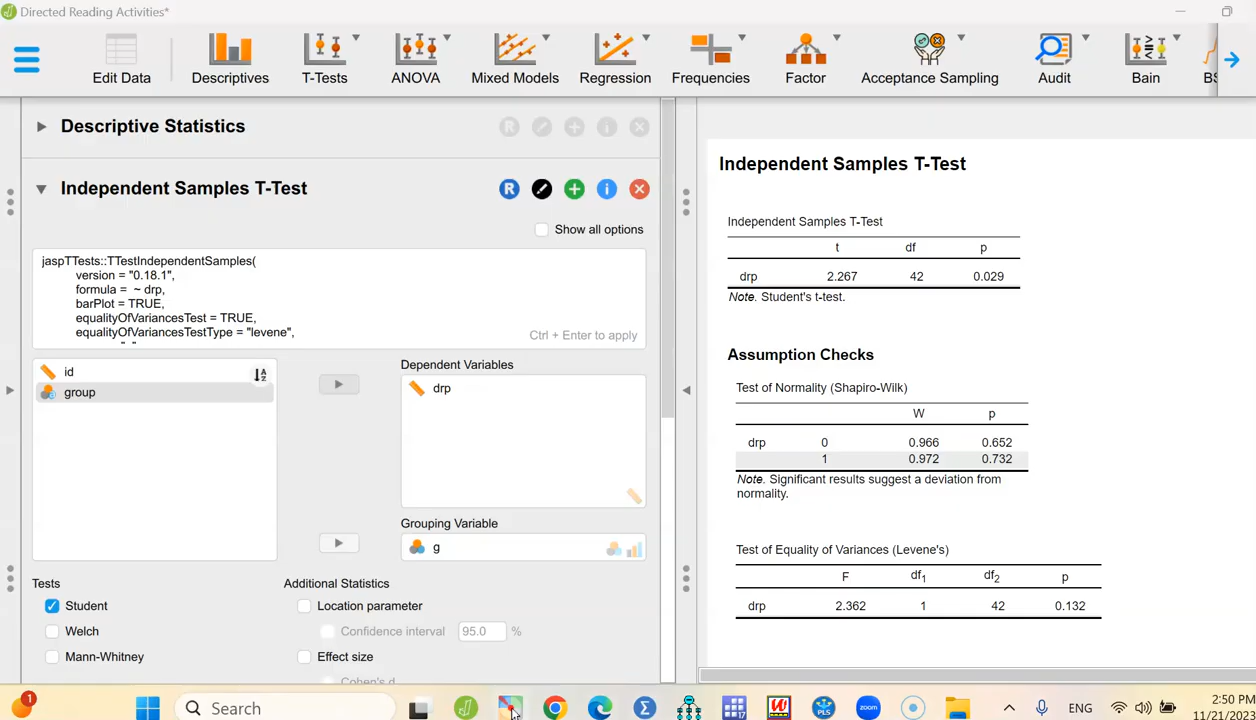 Directed Reading Activities*
Edit Data
Descriptives
T-Tests
ANOVA
Mixed Models
Regression
Frequencies
Factor
Acceptance Sampling
Audit
Bain
Descriptive Statistics
Independent Samples T-Test
Show all options
jaspTTests::TTestIndependentSamples(
version = "0.18.1",
formula = ~ drp,
barPlot = TRUE,
equalityOfVariancesTest = TRUE,
equalityOfVariancesTestType = "levene",
Ctrl + Enter to apply
id
group
Dependent Variables
drp
Grouping Variable
g
Tests
Student
Welch
Mann-Whitney
Additional Statistics
Location parameter
Confidence interval 95.0 %
Effect size
Cohen's d
Independent Samples T-Test
Independent Samples T-Test
t df p
drp 2.267 42 0.029
Note. Student's t-test.
Assumption Checks
Test of Normality (Shapiro-Wilk)
W p
drp 0 0.966 0.652
1 0.972 0.732
Note. Significant results suggest a deviation from
normality.
Test of Equality of Variances (Levene's)
F df1 df2 p
drp 2.362 1 42 0.132
1
Search
17
PLS
zoom
ENG
2:50 PM